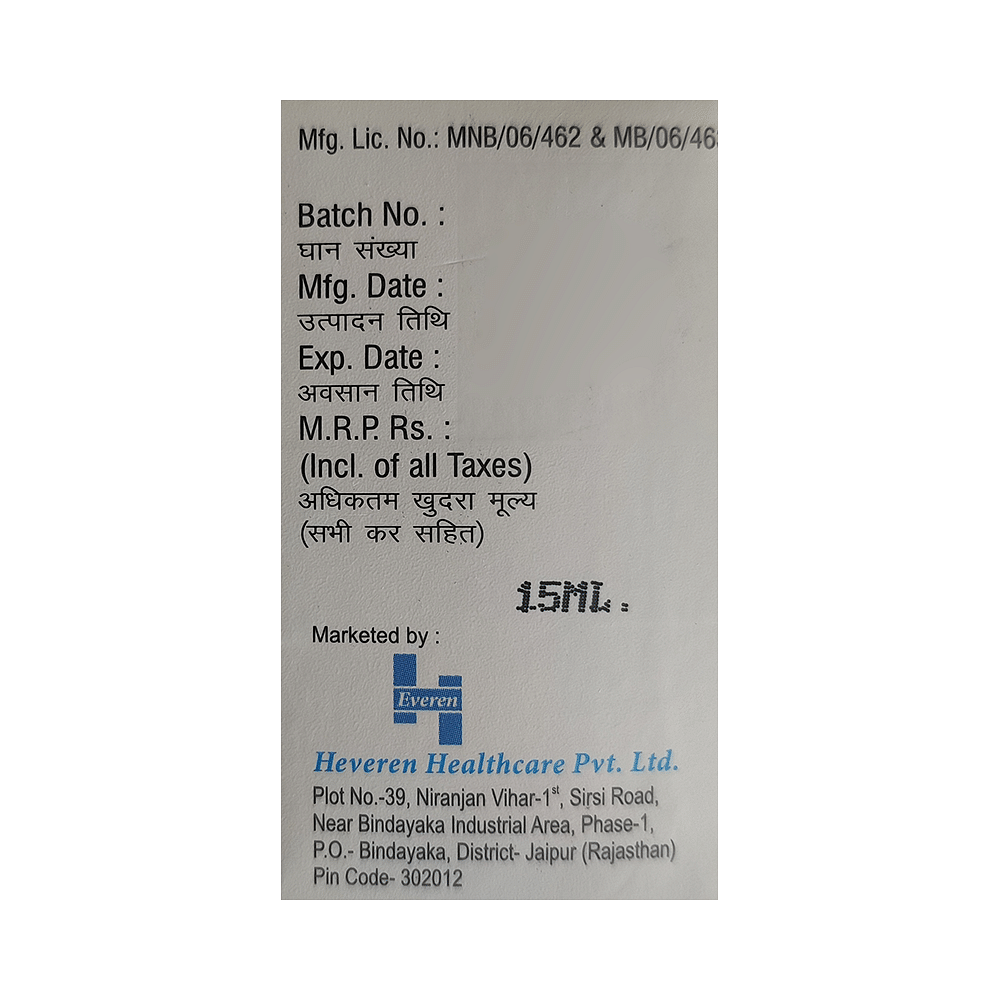 Mfg. Lic. No.: MNB/06/462 & MB/06/46
Batch No. :
घान संख्या
Mfg. Date :
उत्पादन तिथि
Exp. Date :
अवसान तिथि
M.R.P. Rs. :
(Incl. of all Taxes)
अधिकतम खुदरा मूल्य
(सभी कर सहित)
15ML.
Marketed by :
Everen
Heveren Healthcare Pvt. Ltd.
Plot No.-39, Niranjan Vihar-1st, Sirsi Road,
Near Bindayaka Industrial Area, Phase-1,
P.O.- Bindayaka, District- Jaipur (Rajasthan)
Pin Code- 302012